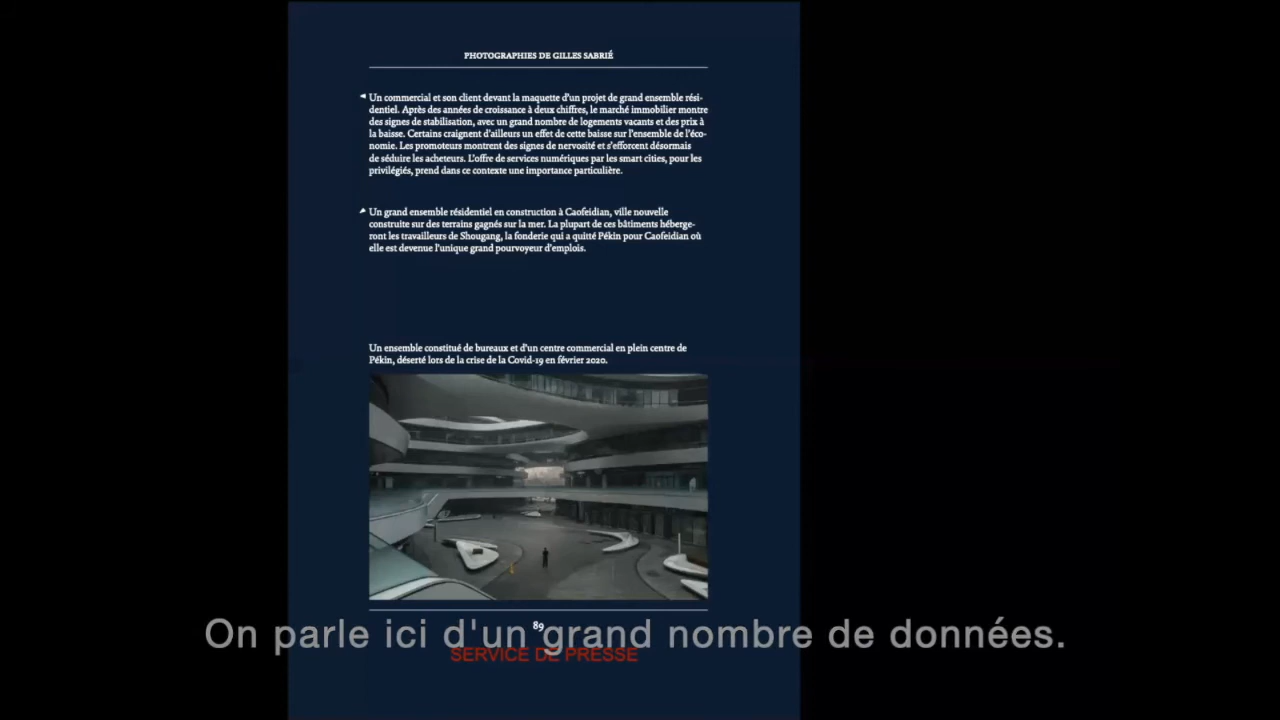 PHOTOGRAPHIES DE GILLES SABRIÉ
Un commercial et son client devant la maquette d'un projet de grand ensemble rési-
dentiel. Après des années de croissance à deux chiffres, le marché immobilier montre
des signes de stabilisation, avec un grand nombre de logements vacants et des prix à
la baisse. Certains craignent d'ailleurs un effet de cette baisse sur l'ensemble de l'éco-
nomie. Les promoteurs montrent des signes de nervosité et s'efforcent désormais
de séduire les acheteurs. L'offre de services numériques par les smart cities, pour les
privilégiés, prend dans ce contexte une importance particulière.
Un grand ensemble résidentiel en construction à Caofeidian, ville nouvelle
construite sur des terrains gagnés sur la mer. La plupart de ces bâtiments héberge-
ront les travailleurs de Shougang, la fonderie qui a quitté Pékin pour Caofeidian où
elle est devenue l'unique grand pourvoyeur d'emplois.
Un ensemble constitué de bureaux et d'un centre commercial en plein centre de
Pékin, déserté lors de la crise de la Covid-19 en février 2020.
89
On parle ici d'un grand nombre de données.
SERVICE DE PRESSE